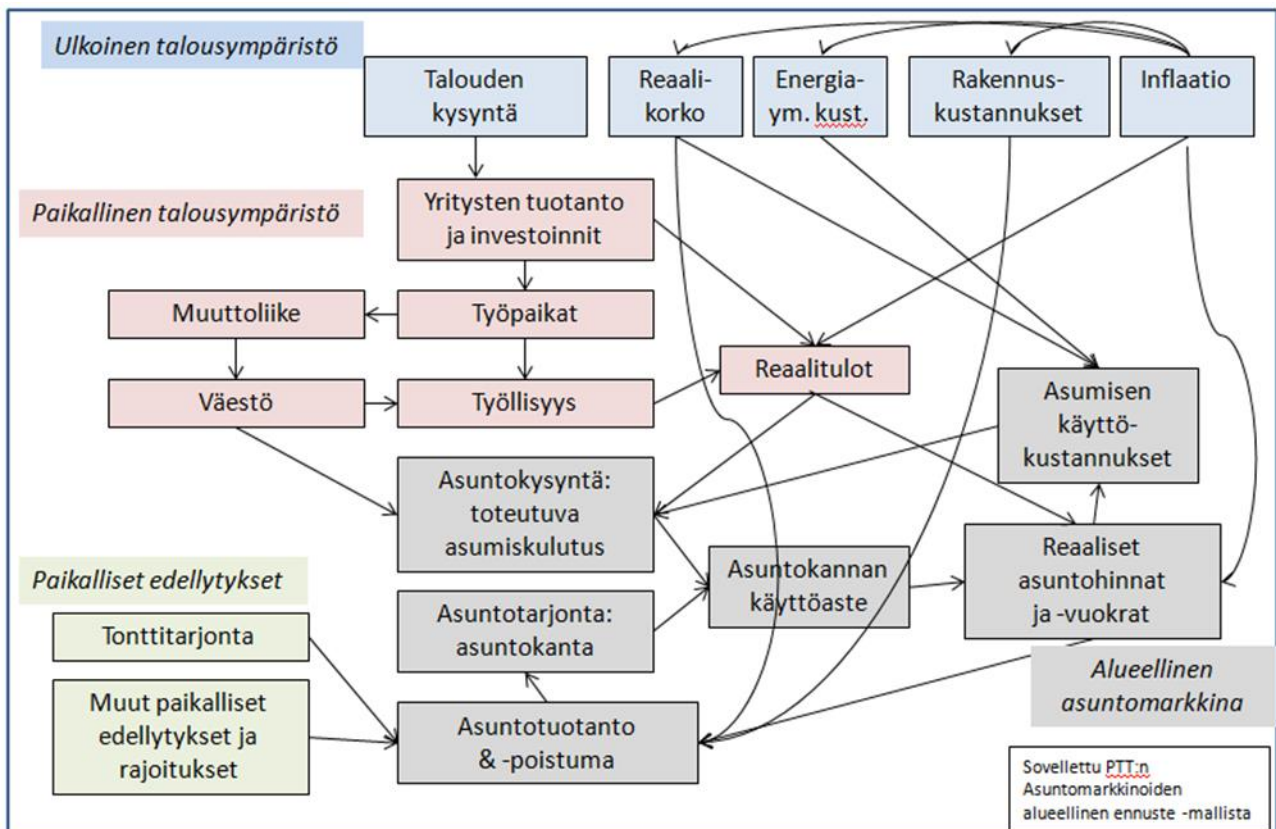 Ulkoinen talousympäristö
Talouden
kysyntä
Reaali-
korko
Energia-
ym. kust.
Rakennus-
kustannukset
Inflaatio
Paikallinen talousympäristö
Yritysten tuotanto
ja investoinnit
Muuttoliike
Työpaikat
Väestö
Työllisyys
Reaalitulot
Asumisen
käyttö-
kustannukset
Asuntokysyntä:
toteutuva
asumiskulutus
Paikalliset edellytykset
Asuntotarjonta:
asuntokanta
Asuntokannan
käyttöaste
Reaaliset
asuntohinnat
ja -vuokrat
Tonttitarjonta
Muut paikalliset
edellytykset ja
rajoitukset
Asuntotuotanto
& -poistuma
Alueellinen
asuntomarkkina
Sovellettu PTT:n
Asuntomarkkinoiden
alueellinen ennuste -mallista